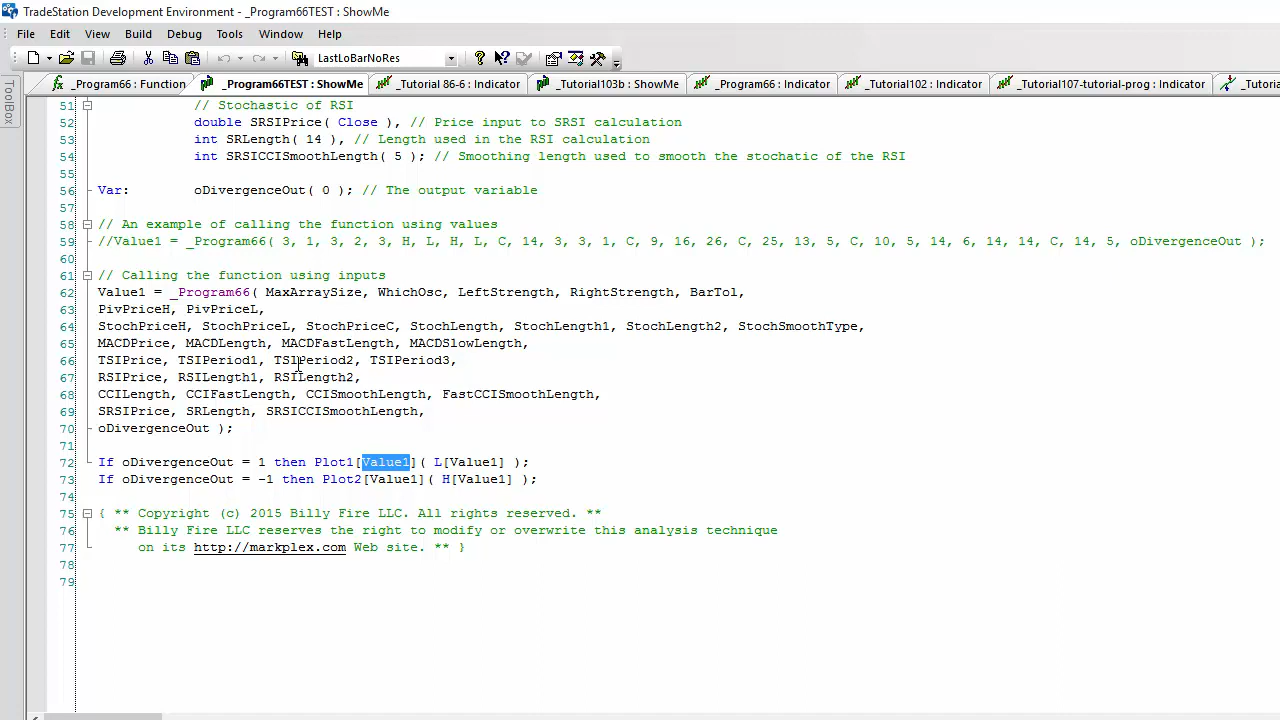 TradeStation Development Environment - _Program66TEST : ShowMe
File Edit View Build Debug Tools Window Help
LastLoBarNoRes
_Program66 : Function _Program66TEST : ShowMe _Tutorial 86-6 : Indicator _Tutorial103b : ShowMe _Program66 : Indicator _Tutorial102 : Indicator _Tutorial107-tutorial-prog : Indicator _Tutoria
ToolBox
51 // Stochastic of RSI
52 double SRSIPrice( Close ), // Price input to SRSI calculation
53 int SRLength( 14 ), // Length used in the RSI calculation
54 int SRSICCISmoothLength( 5 ); // Smoothing length used to smooth the stochatic of the RSI
55
56 Var: oDivergenceOut( 0 ); // The output variable
57
58 // An example of calling the function using values
59 //Value1 = _Program66( 3, 1, 3, 2, 3, H, L, H, L, C, 14, 3, 3, 1, C, 9, 16, 26, C, 25, 13, 5, C, 10, 5, 14, 6, 14, 14, C, 14, 5, oDivergenceOut );
60
61 // Calling the function using inputs
62 Value1 = _Program66( MaxArraySize, WhichOsc, LeftStrength, RightStrength, BarTol,
63 PivPriceH, PivPriceL,
64 StochPriceH, StochPriceL, StochPriceC, StochLength, StochLength1, StochLength2, StochSmoothType,
65 MACDPrice, MACDLength, MACDFastLength, MACDSlowLength,
66 TSIPrice, TSIPeriod1, TSIPeriod2, TSIPeriod3,
67 RSIPrice, RSILength1, RSILength2,
68 CCILength, CCIFastLength, CCISmoothLength, FastCCISmoothLength,
69 SRSIPrice, SRLength, SRSICCISmoothLength,
70 oDivergenceOut );
71
72 If oDivergenceOut = 1 then Plot1[Value1]( L[Value1] );
73 If oDivergenceOut = -1 then Plot2[Value1]( H[Value1] );
74
75 { ** Copyright (c) 2015 Billy Fire LLC. All rights reserved. **
76 ** Billy Fire LLC reserves the right to modify or overwrite this analysis technique
77 on its http://markplex.com Web site. ** }
78
79